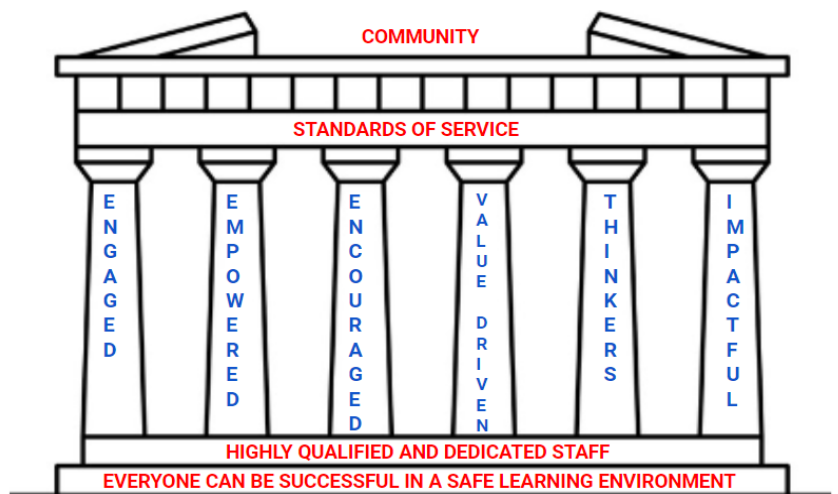 COMMUNITY
STANDARDS OF SERVICE
ENGAGED
EMPOWERED
ENCOURAGED
VALUE DRIVEN
THINKERS
IMPACTFUL
HIGHLY QUALIFIED AND DEDICATED STAFF
EVERYONE CAN BE SUCCESSFUL IN A SAFE LEARNING ENVIRONMENT